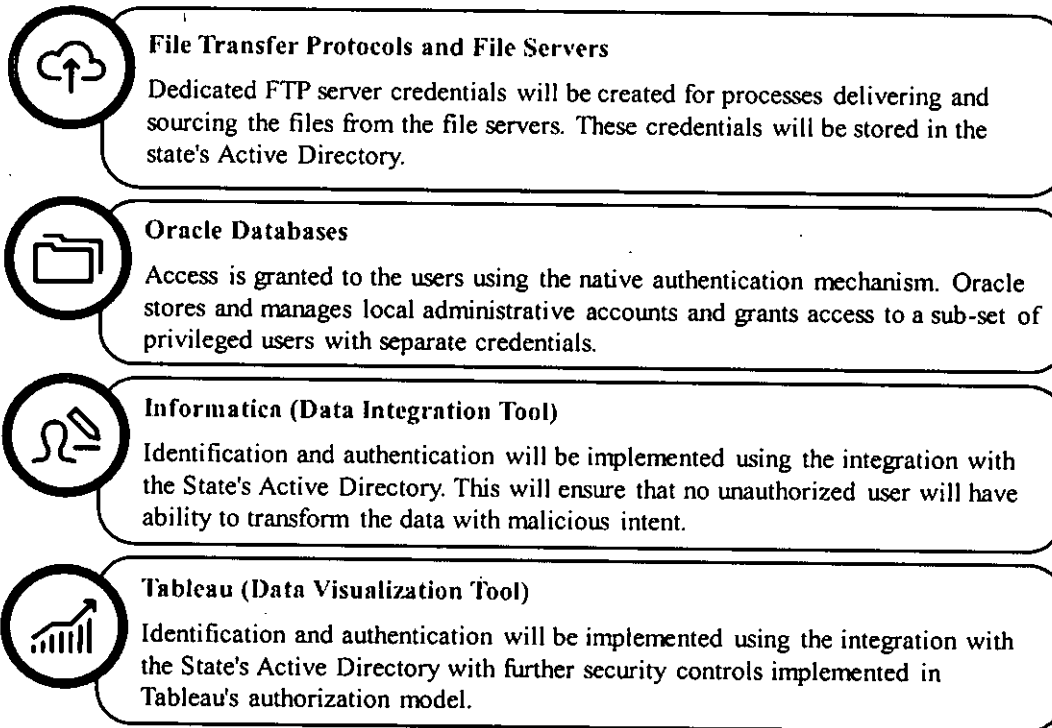 File Transfer Protocols and File Servers
Dedicated FTP server credentials will be created for processes delivering and
sourcing the files from the file servers. These credentials will be stored in the
state's Active Directory.
Oracle Databases
Access is granted to the users using the native authentication mechanism. Oracle
stores and manages local administrative accounts and grants access to a sub-set of
privileged users with separate credentials.
Informatica (Data Integration Tool)
Identification and authentication will be implemented using the integration with
the State's Active Directory. This will ensure that no unauthorized user will have
ability to transform the data with malicious intent.
Tableau (Data Visualization Tool)
Identification and authentication will be implemented using the integration with
the State's Active Directory with further security controls implemented in
Tableau's authorization model.